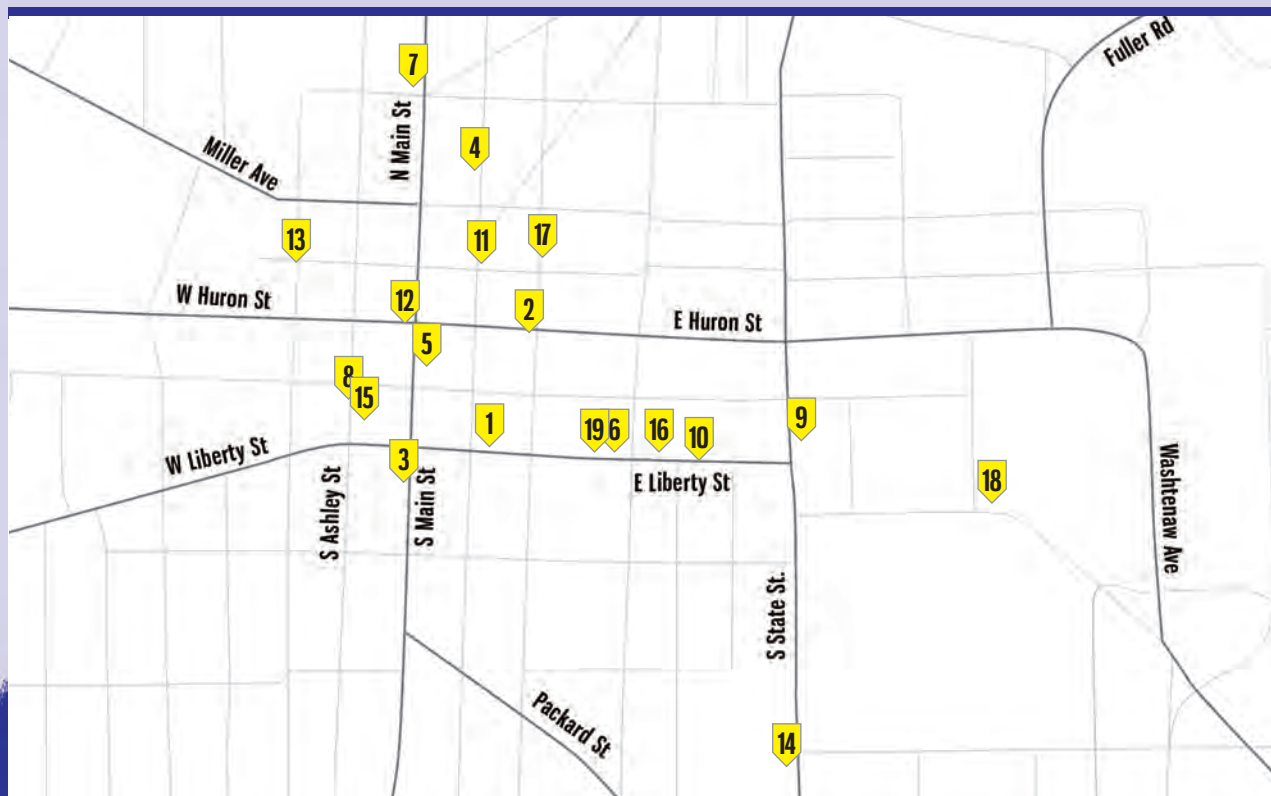 Fuller Rd
7
N Main St
4
Miller Ave
13
11
17
W Huron St
12
2
E Huron St
5
8
15
1
19
6
16
10
9
W Liberty St
3
E Liberty St
18
S Ashley St
S Main St
Washtenaw Ave
S State St.
Packard St
14